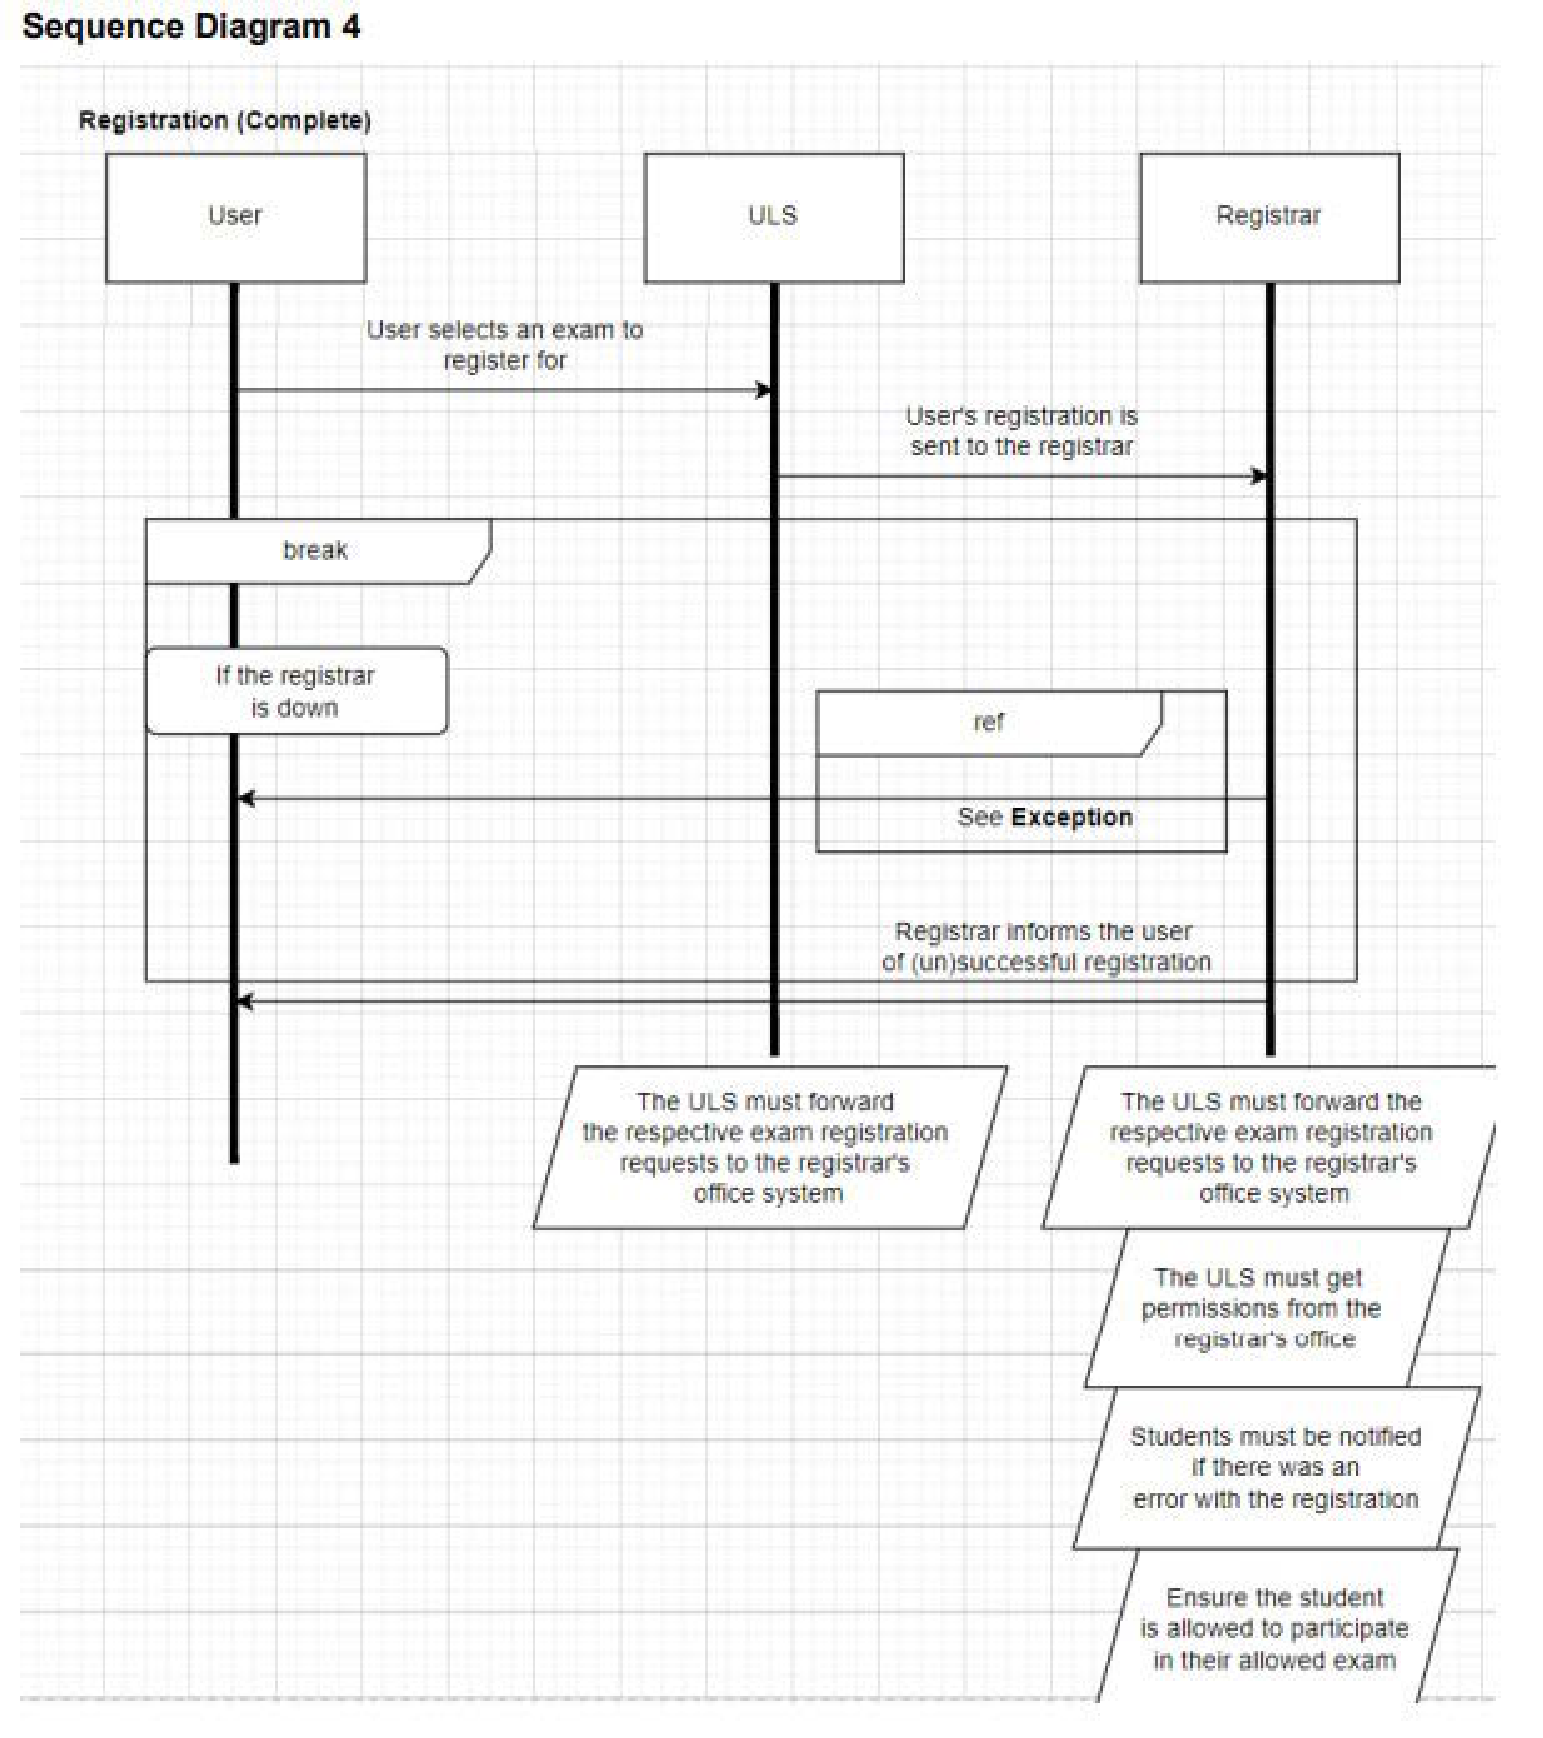 Sequence Diagram 4
Registration (Complete)
User
ULS
Registrar
User selects an exam to
register for
User's registration is
sent to the registrar
break
If the registrar
is down
ref
See Exception
Registrar informs the user
of (un)successful registration
The ULS must forward
the respective exam registration
requests to the registrar's
office system
The ULS must forward the
respective exam registration
requests to the registrar's
office system
The ULS must get
permissions from the
registrar's office
Students must be notified
if there was an
error with the registration
Ensure the student
is allowed to participate
in their allowed exam